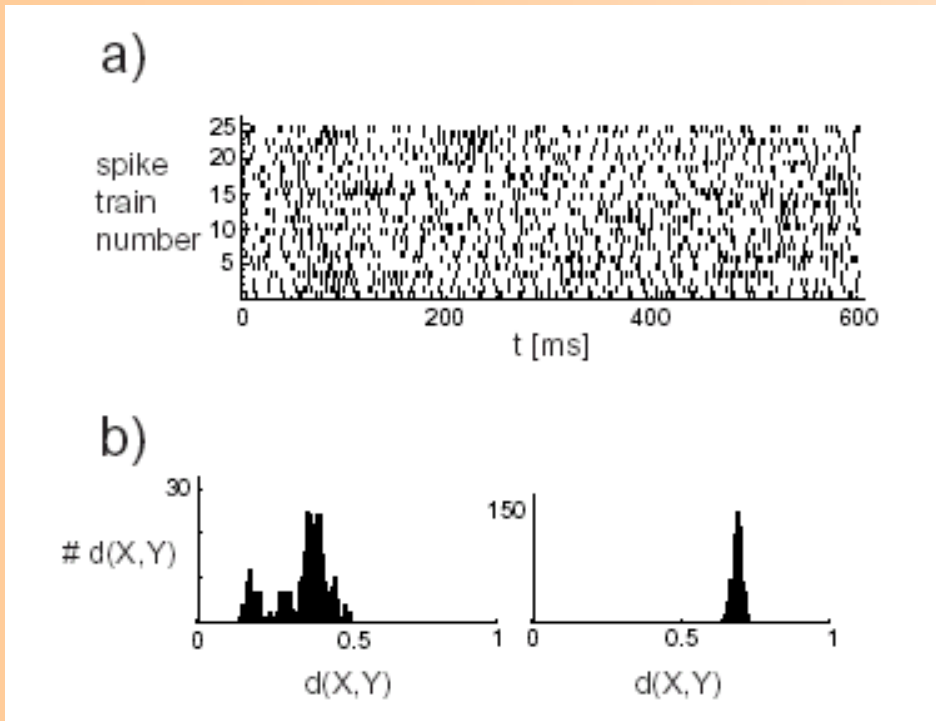 a)
25
20
spike
15
train
10
number
5
0 200 400 600
t [ms]
b)
30 150
# d(X,Y)
0 0.5 1 0 0.5 1
d(X,Y) d(X,Y)